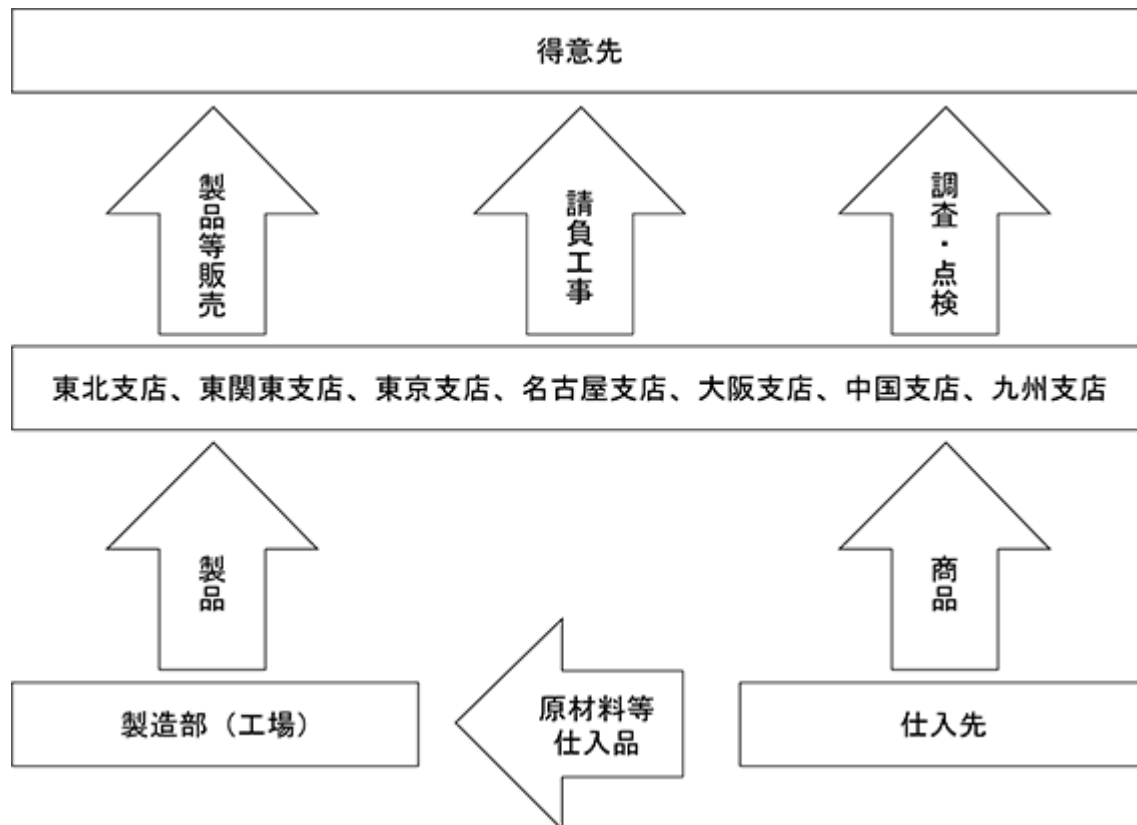 得意先
製品等販売
請負工事
調査・点検
東北支店、東関東支店、東京支店、名古屋支店、大阪支店、中国支店、九州支店
製品
商品
製造部（工場）
原材料等
仕入品
仕入先